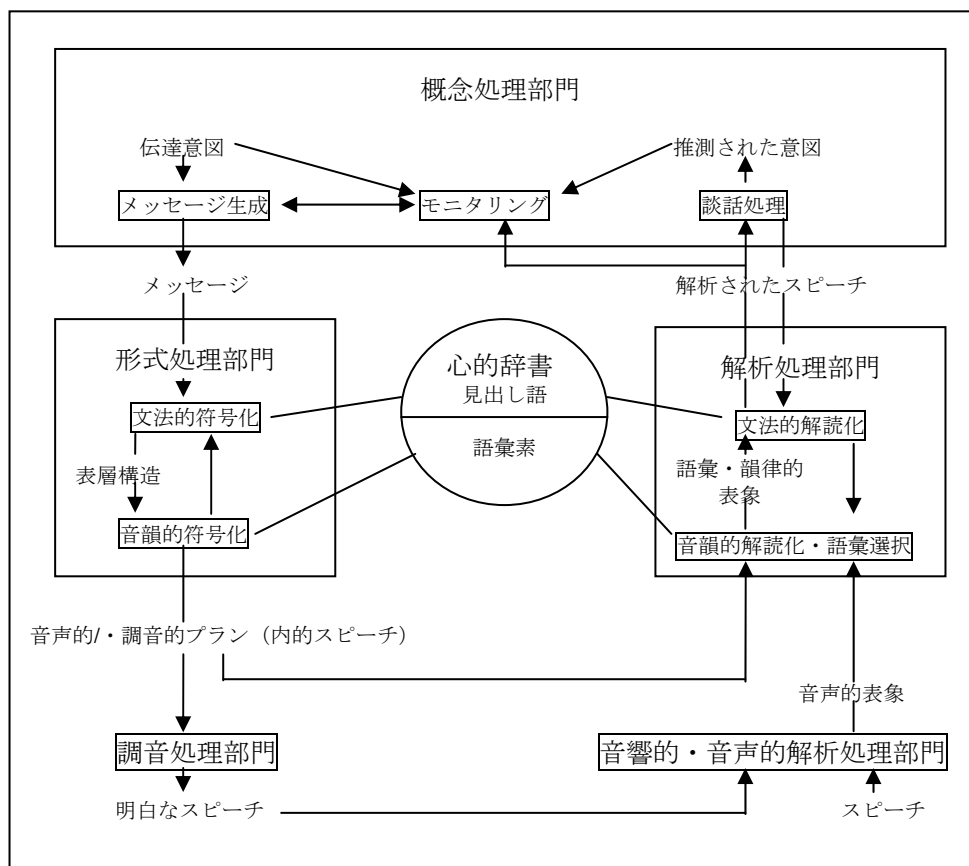 概念処理部門
伝達意図
推測された意図
メッセージ生成
モニタリング
談話処理
メッセージ
解析されたスピーチ
形式処理部門
心的辞書
見出し語
解析処理部門
文法的符号化
文法的解読化
語彙素
表層構造
語彙・韻律的
表象
音韻的符号化
音韻的解読化・語彙選択
音声的/・調音的プラン（内的スピーチ）
音声的表象
調音処理部門
音響的・音声的解析処理部門
明白なスピーチ
スピーチ